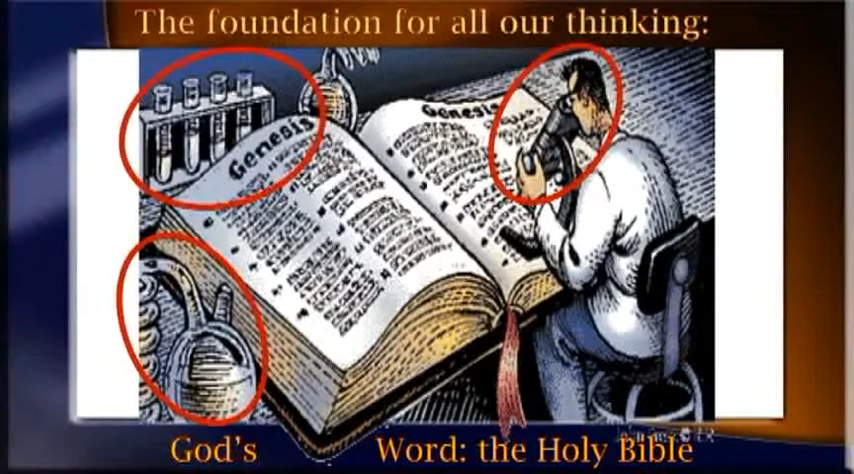 The foundation for all our thinking:
Genesis
Genesis
God's Word: the Holy Bible